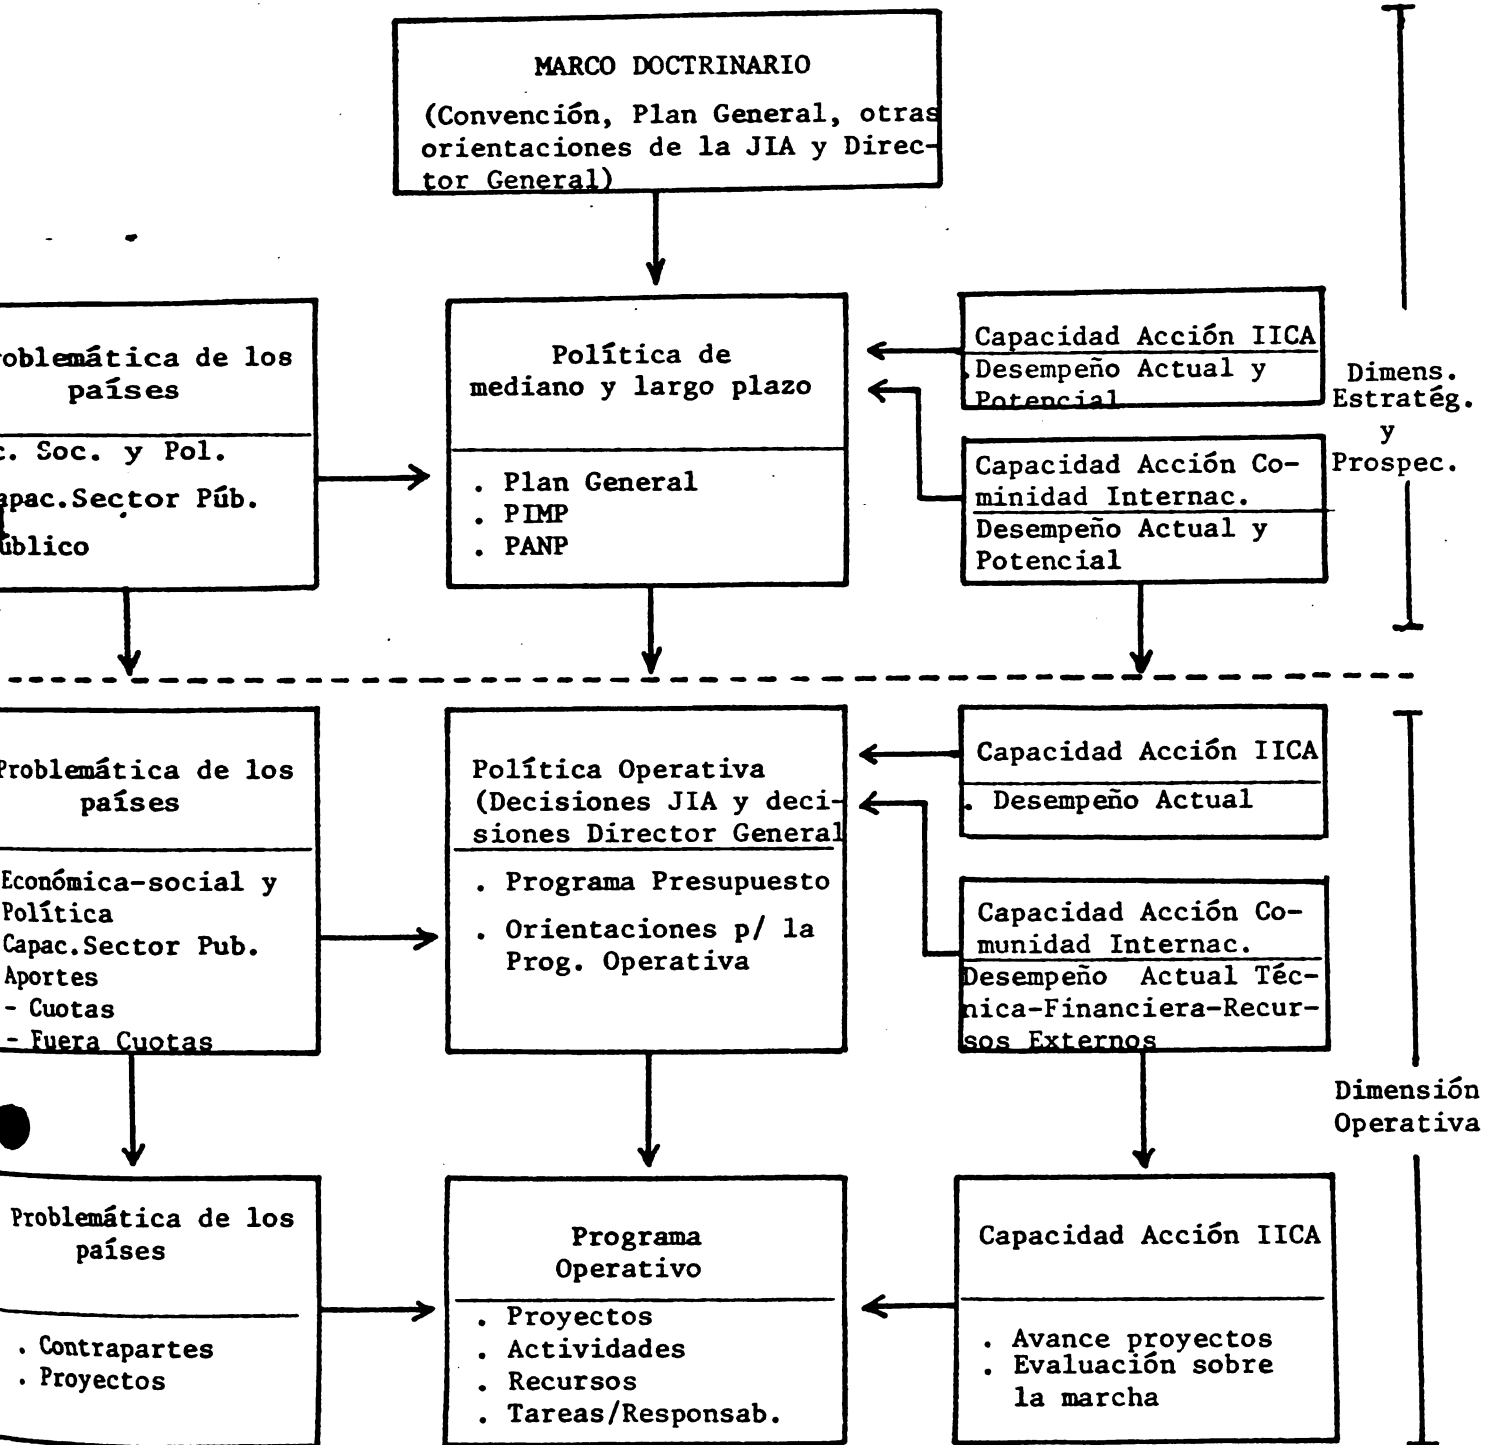 MARCO DOCTRINARIO
(Convención, Plan General, otras
orientaciones de la JIA y Direc-
tor General)
roblemática de los
países
c. Soc. y Pol.
apac.Sector Púb.
úblico
Política de
mediano y largo plazo
. Plan General
. PIMP
. PANP
Capacidad Acción IICA
.Desempeño Actual y
Potencial
Capacidad Acción Co-
minidad Internac.
Desempeño Actual y
Potencial
Dimens.
Estratég.
y
Prospec.
Problemática de los
países
Económica-social y
Política
Capac.Sector Pub.
Aportes
- Cuotas
- Fuera Cuotas
Política Operativa
(Decisiones JIA y deci-
siones Director General
. Programa Presupuesto
. Orientaciones p/ la
Prog. Operativa
Capacidad Acción IICA
. Desempeño Actual
Capacidad Acción Co-
munidad Internac.
Desempeño Actual Téc-
nica-Financiera-Recur-
sos Externos
Dimensión
Operativa
Problemática de los
países
. Contrapartes
. Proyectos
Programa
Operativo
. Proyectos
. Actividades
. Recursos
. Tareas/Responsab.
Capacidad Acción IICA
. Avance proyectos
. Evaluación sobre
la marcha